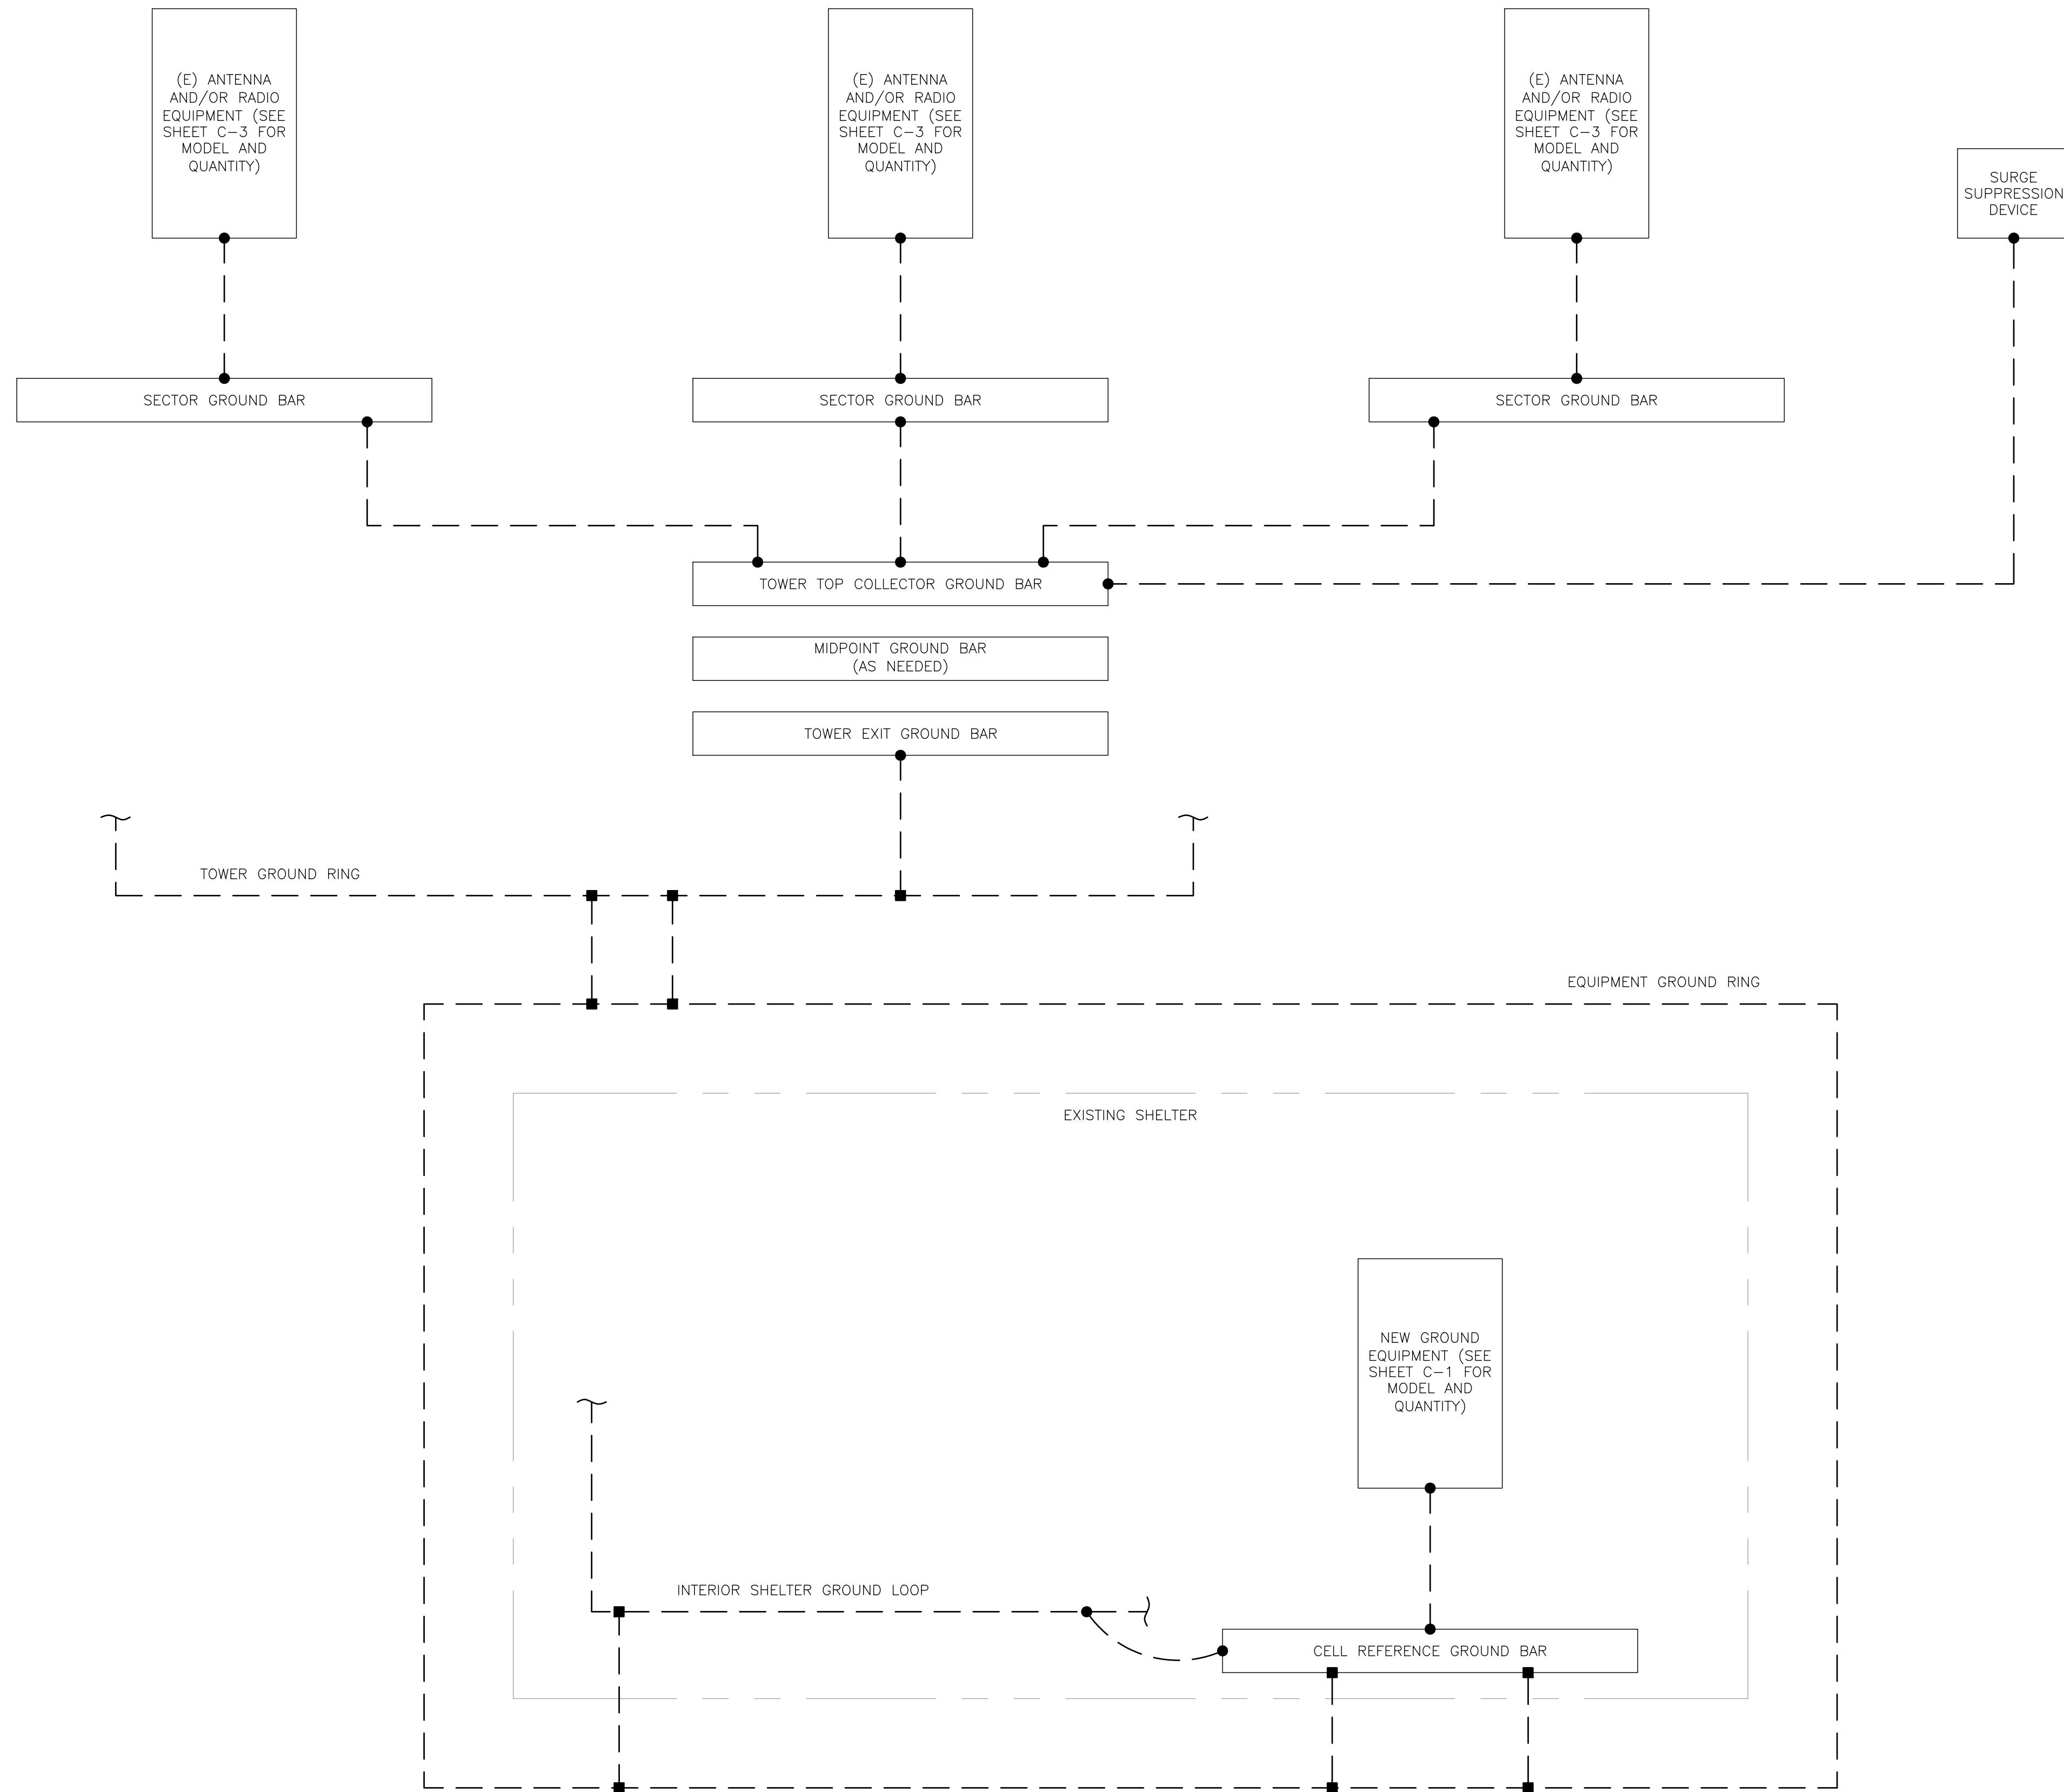 (E) ANTENNA
AND/OR RADIO
EQUIPMENT (SEE
SHEET C-3 FOR
MODEL AND
QUANTITY)
(E) ANTENNA
AND/OR RADIO
EQUIPMENT (SEE
SHEET C-3 FOR
MODEL AND
QUANTITY)
(E) ANTENNA
AND/OR RADIO
EQUIPMENT (SEE
SHEET C-3 FOR
MODEL AND
QUANTITY)
SURGE
SUPPRESSION
DEVICE
SECTOR GROUND BAR
SECTOR GROUND BAR
SECTOR GROUND BAR
TOWER TOP COLLECTOR GROUND BAR
MIDPOINT GROUND BAR
(AS NEEDED)
TOWER EXIT GROUND BAR
TOWER GROUND RING
EQUIPMENT GROUND RING
EXISTING SHELTER
NEW GROUND
EQUIPMENT (SEE
SHEET C-1 FOR
MODEL AND
QUANTITY)
INTERIOR SHELTER GROUND LOOP
CELL REFERENCE GROUND BAR